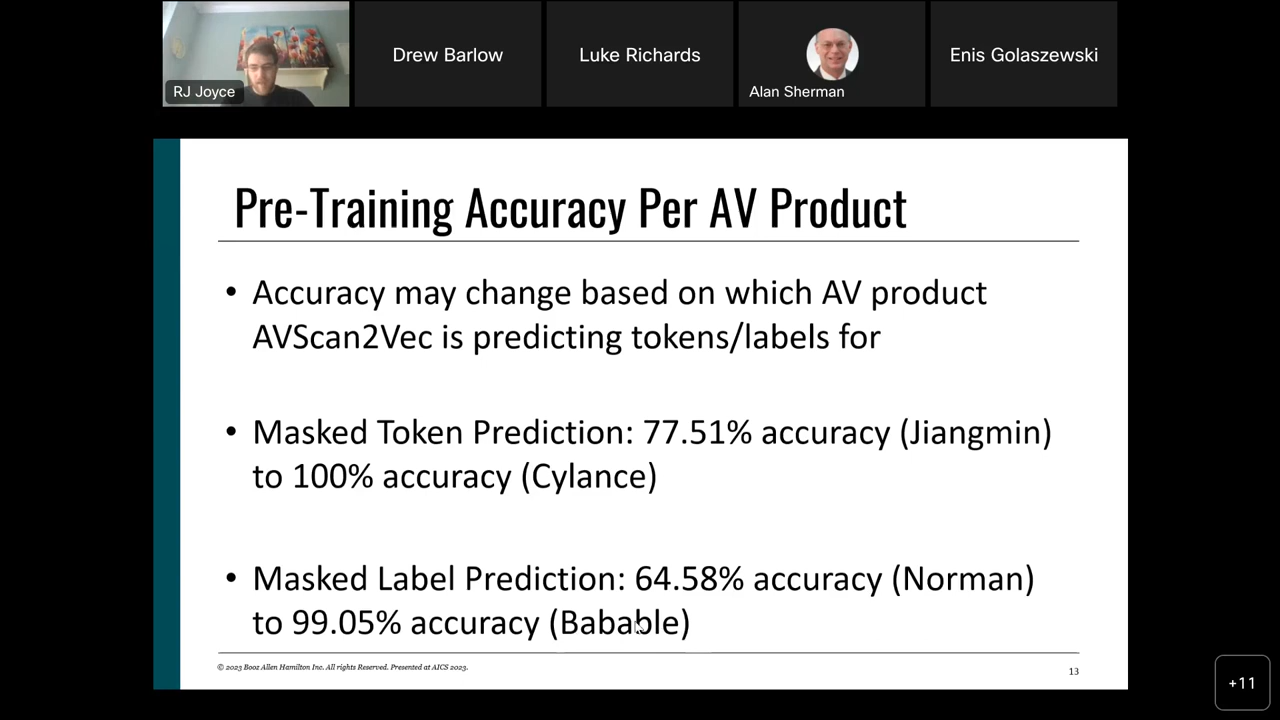 RJ Joyce
Drew Barlow
Luke Richards
Alan Sherman
Enis Golaszewski
Pre-Training Accuracy Per AV Product
• Accuracy may change based on which AV product
AVScan2Vec is predicting tokens/labels for
• Masked Token Prediction: 77.51% accuracy (Jiangmin)
to 100% accuracy (Cylance)
• Masked Label Prediction: 64.58% accuracy (Norman)
to 99.05% accuracy (Babable)
© 2023 Booz Allen Hamilton Inc. All rights Reserved. Presented at AICS 2023.
13
+11